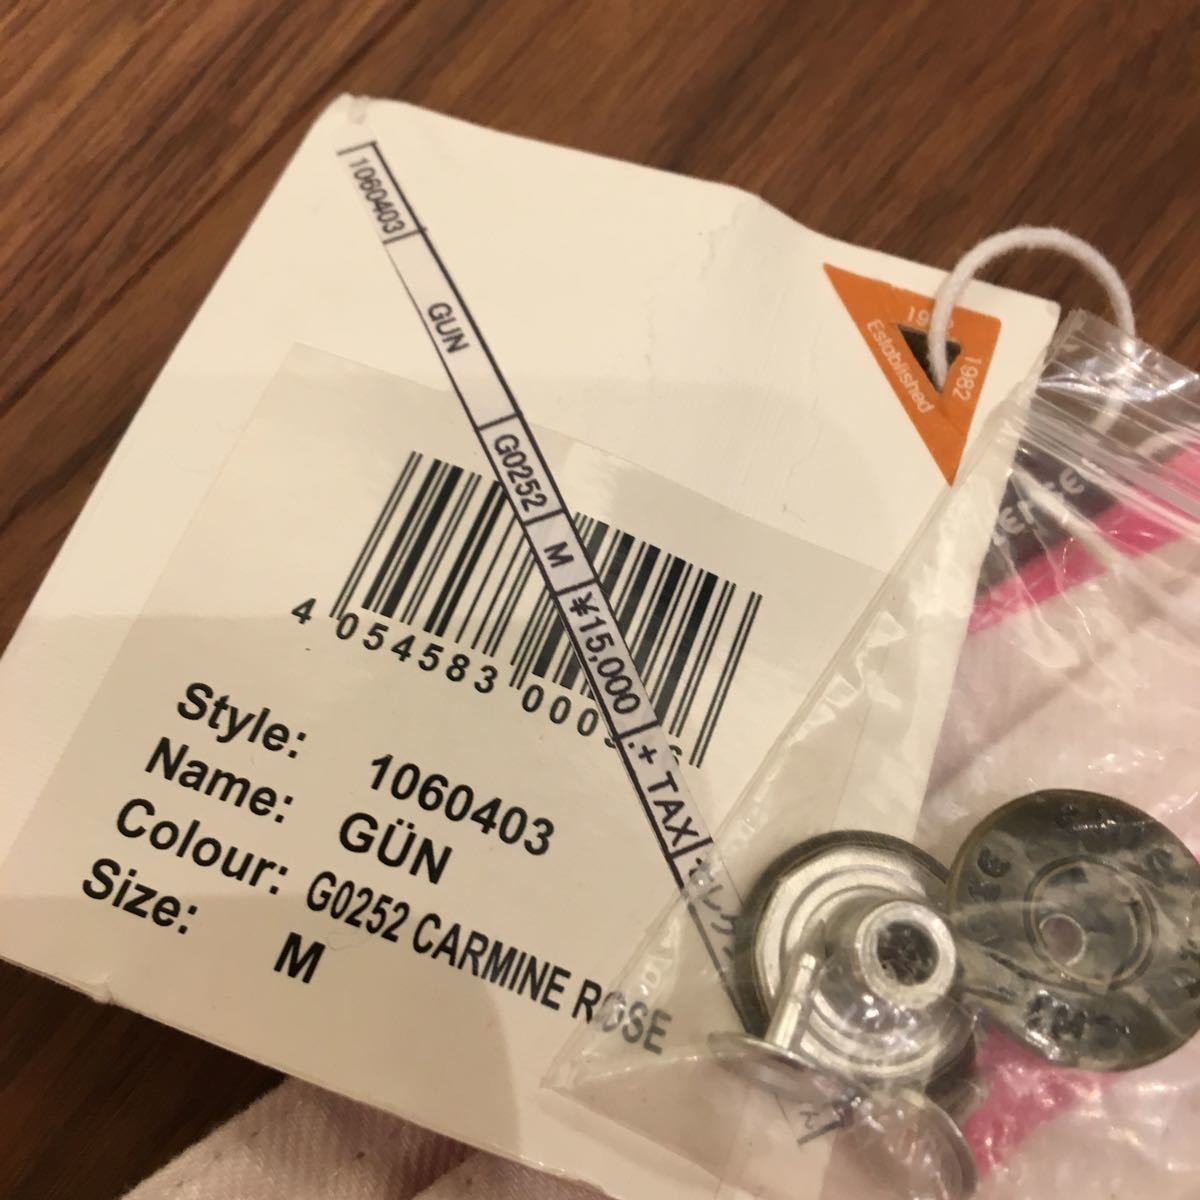 1060403 GUN G0252 M ¥15,000 .+ TAX
Established
1982
4 054583 000
Style: 1060403
Name: GÜN
Colour: G0252 CARMINE ROSE
Size: M